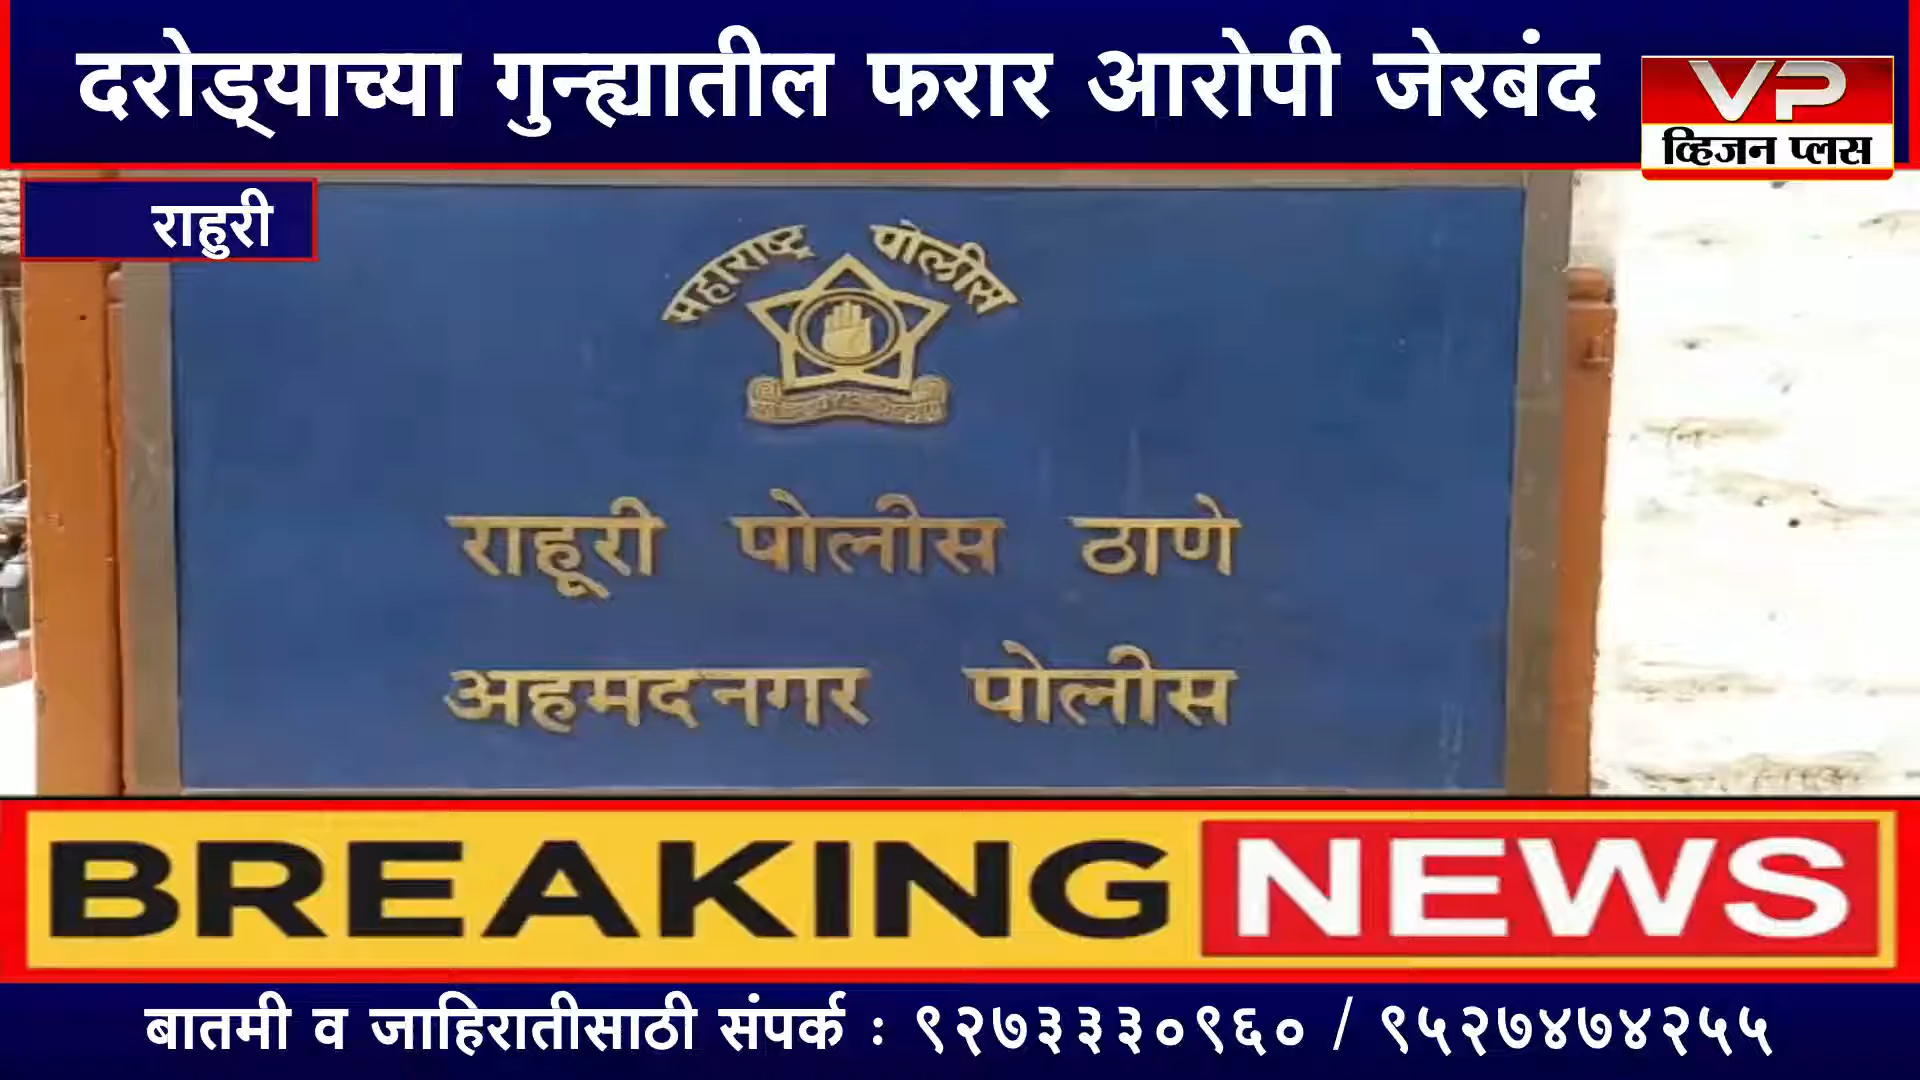 दरोड्याच्या गुन्ह्यातील फरार आरोपी जेरबंद
VP
व्हिजन प्लस
राहुरी
महाराष्ट्र पोलीस
राहूरी पोलीस ठाणे
अहमदनगर पोलीस
BREAKING NEWS
बातमी व जाहिरातीसाठी संपर्क : ९२७३३३०९६० / ९५२७४७४२५५